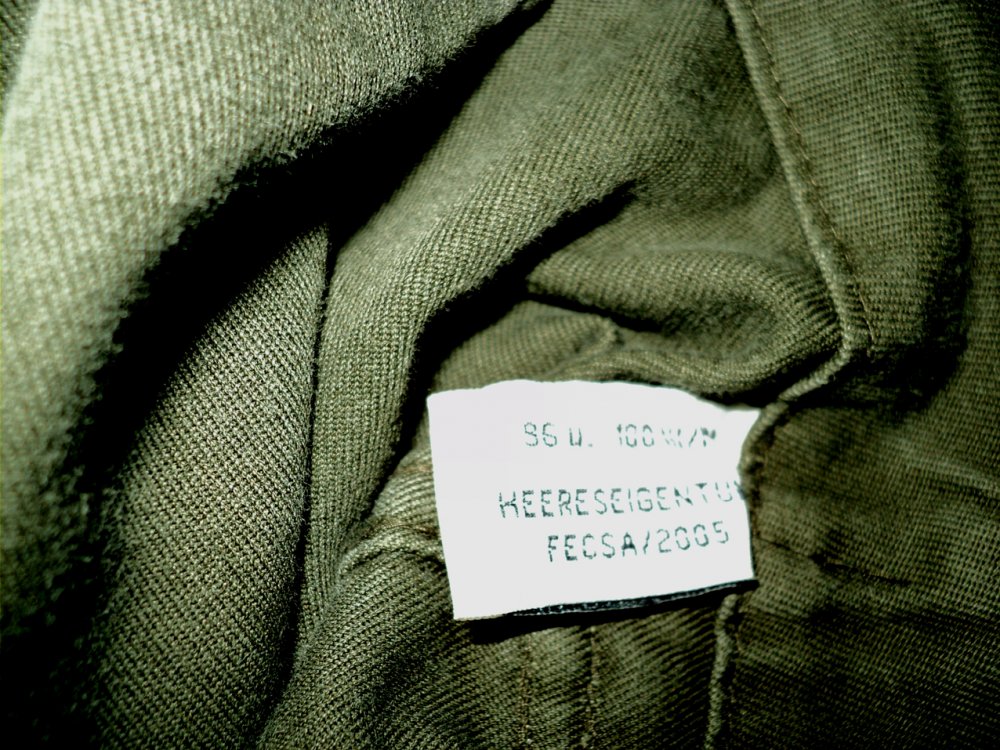 96 U. 100 W/M
HEERESEIGENTU
FECSA/2005